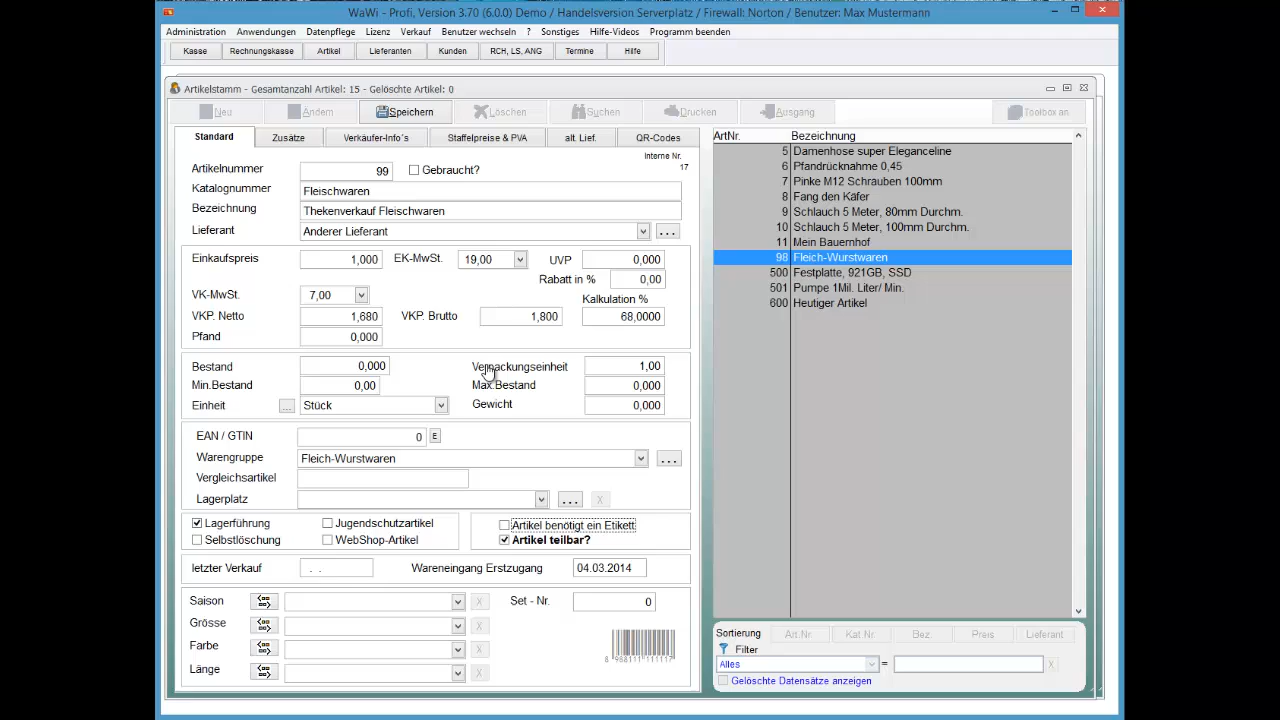 WaWi - Profi, Version 3.70 (6.0.0) Demo / Handelsversion Serverplatz / Firewall: Norton / Benutzer: Max Mustermann
Administration Anwendungen Datenpflege Lizenz Verkauf Benutzer wechseln ? Sonstiges Hilfe-Videos Programm beenden
Kasse Rechnungskasse Artikel Lieferanten Kunden RCH, LS, ANG Termine Hilfe
Artikelstamm - Gesamtanzahl Artikel: 15 - Gelöschte Artikel: 0
Neu Ändern Speichern Löschen Suchen Drucken Ausgang Toolbox an
Standard Zusätze Verkäufer-Info´s Staffelpreise & PVA alt. Lief. QR-Codes
Interne Nr.
17
Artikelnummer 99 Gebraucht?
Katalognummer Fleischwaren
Bezeichnung Thekenverkauf Fleischwaren
Lieferant Anderer Lieferant ...
Einkaufspreis 1,000 EK-MwSt. 19,00 UVP 0,000
Rabatt in % 0,00
VK-MwSt. 7,00 Kalkulation %
VKP. Netto 1,680 VKP. Brutto 1,800 68,0000
Pfand 0,000
Bestand 0,000 Verpackungseinheit 1,00
Min.Bestand 0,00 Max.Bestand 0,000
Einheit ... Stück Gewicht 0,000
EAN / GTIN 0 E
Warengruppe Fleich-Wurstwaren ...
Vergleichsartikel
Lagerplatz ... X
Lagerführung Jugendschutzartikel Artikel benötigt ein Etikett
Selbstlöschung WebShop-Artikel Artikel teilbar?
letzter Verkauf . . Wareneingang Erstzugang 04.03.2014
Saison X Set - Nr. 0
Grösse X
Farbe X
Länge X
8 988111 111117
ArtNr. Bezeichnung
5 Damenhose super Eleganceline
6 Pfandrücknahme 0,45
7 Pinke M12 Schrauben 100mm
8 Fang den Käfer
9 Schlauch 5 Meter, 80mm Durchm.
10 Schlauch 5 Meter, 100mm Durchm.
11 Mein Bauernhof
98 Fleich-Wurstwaren
500 Festplatte, 921GB, SSD
501 Pumpe 1Mil. Liter/ Min.
600 Heutiger Artikel
Sortierung Art.Nr. Kat.Nr. Bez. Preis Lieferant
Filter
Alles = X
Gelöschte Datensätze anzeigen